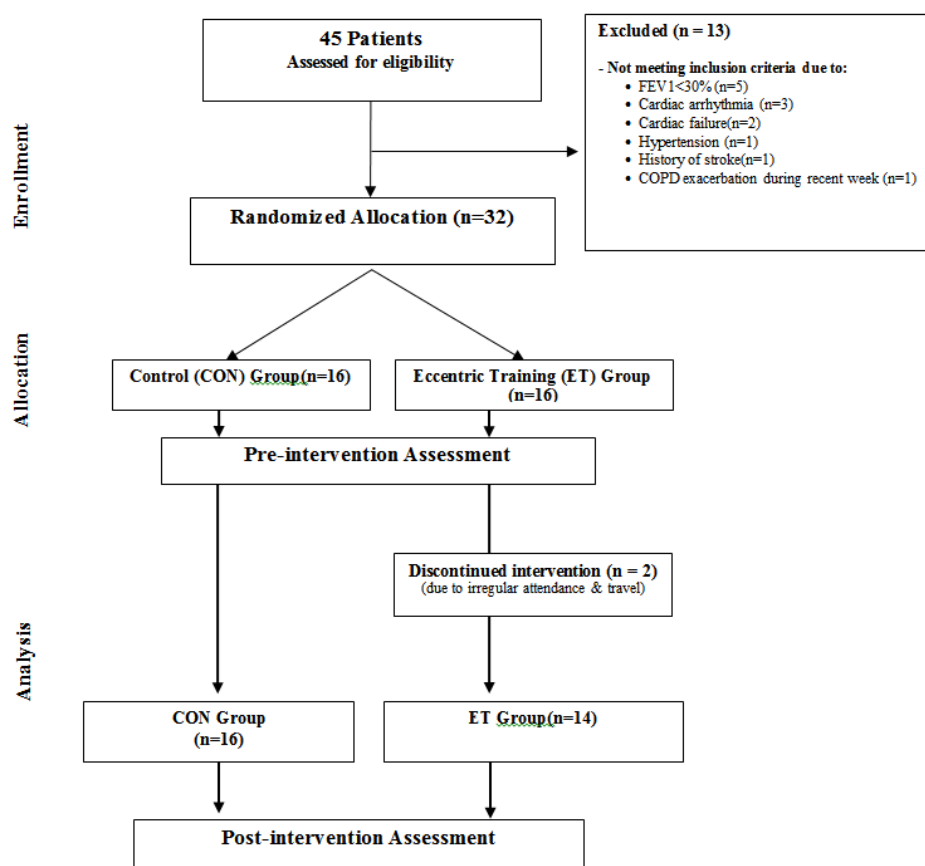 45 Patients
Assessed for eligibility
Excluded (n = 13)
- Not meeting inclusion criteria due to:
• FEV1<30% (n=5)
• Cardiac arrhythmia (n=3)
• Cardiac failure(n=2)
• Hypertension (n=1)
• History of stroke(n=1)
• COPD exacerbation during recent week (n=1)
Enrollment
Randomized Allocation (n=32)
Allocation
Control (CON) Group(n=16)
Eccentric Training (ET) Group
(n=16)
Pre-intervention Assessment
Discontinued intervention (n = 2)
(due to irregular attendance & travel)
Analysis
CON Group
(n=16)
ET Group(n=14)
Post-intervention Assessment